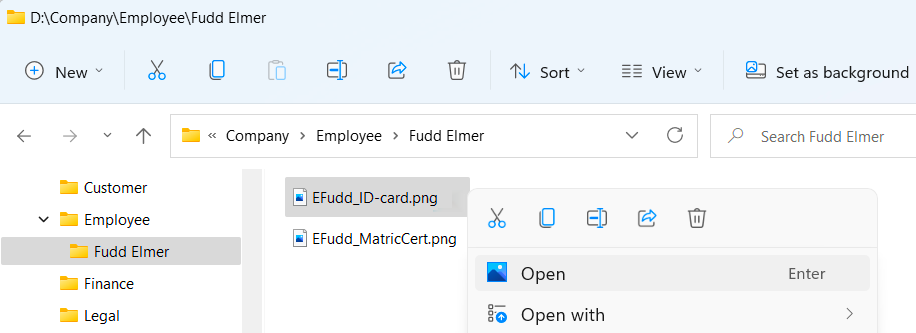 D:\Company\Employee\Fudd Elmer
New Sort View Set as background
« Company > Employee > Fudd Elmer Search Fudd Elmer
Customer
Employee
Fudd Elmer
Finance
Legal
EFudd_ID-card.png
EFudd_MatricCert.png
Open Enter
Open with